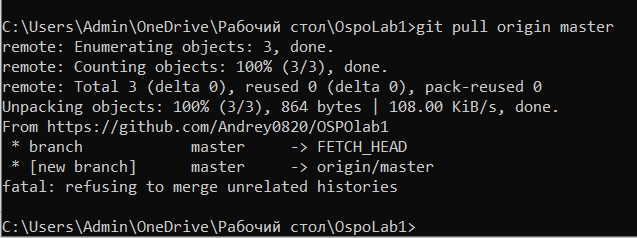 C:\Users\Admin\OneDrive\Рабочий стол\OspoLab1>git pull origin master
remote: Enumerating objects: 3, done.
remote: Counting objects: 100% (3/3), done.
remote: Total 3 (delta 0), reused 0 (delta 0), pack-reused 0
Unpacking objects: 100% (3/3), 864 bytes | 108.00 KiB/s, done.
From https://github.com/Andrey0820/OSPOlab1
 * branch            master     -> FETCH_HEAD
 * [new branch]      master     -> origin/master
fatal: refusing to merge unrelated histories
C:\Users\Admin\OneDrive\Рабочий стол\OspoLab1>